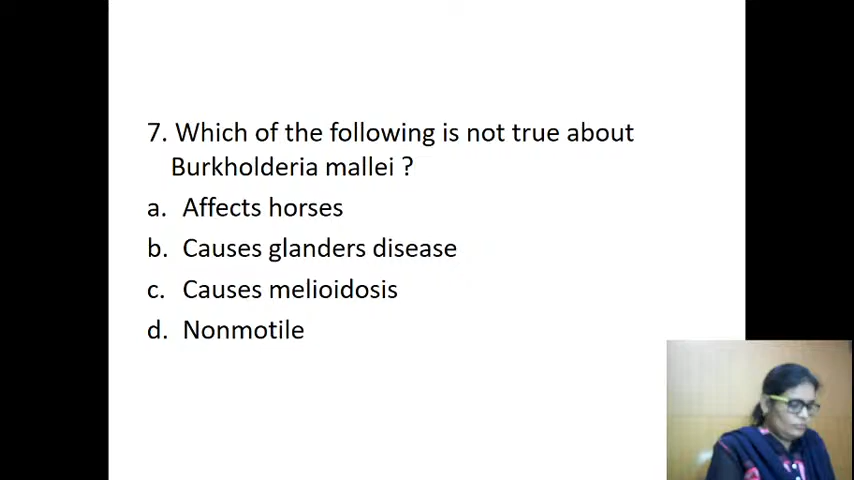 7. Which of the following is not true about
Burkholderia mallei ?
a. Affects horses
b. Causes glanders disease
c. Causes melioidosis
d. Nonmotile